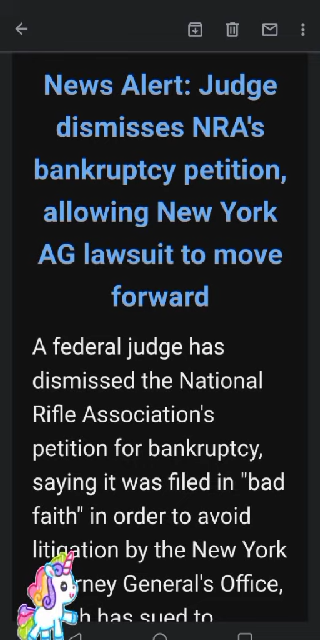 News Alert: Judge
dismisses NRA's
bankruptcy petition,
allowing New York
AG lawsuit to move
forward
A federal judge has
dismissed the National
Rifle Association's
petition for bankruptcy,
saying it was filed in "bad
faith" in order to avoid
litigation by the New York
General's Office,
has sued to